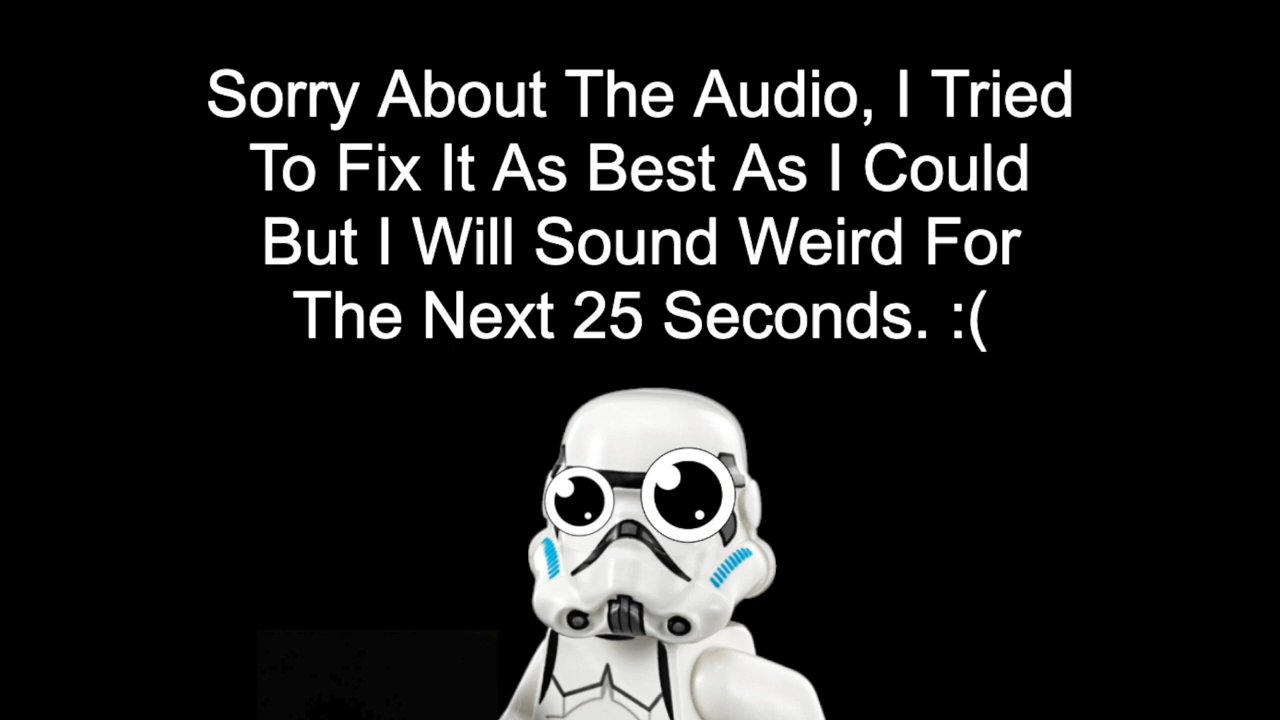 Sorry About The Audio, I Tried
To Fix It As Best As I Could
But I Will Sound Weird For
The Next 25 Seconds. :(